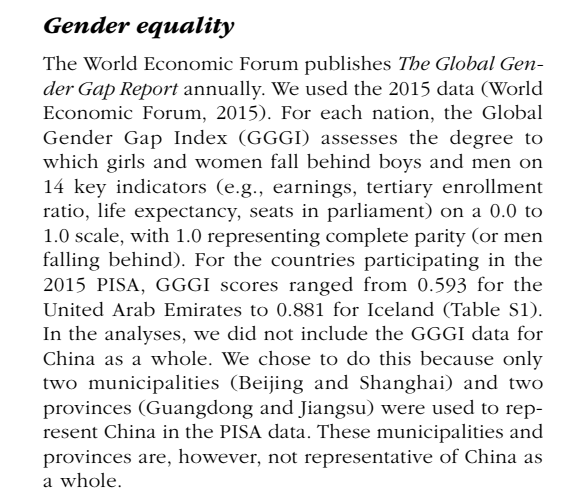 Gender equality
The World Economic Forum publishes The Global Gen-
der Gap Report annually. We used the 2015 data (World
Economic Forum, 2015). For each nation, the Global
Gender Gap Index (GGGI) assesses the degree to
which girls and women fall behind boys and men on
14 key indicators (e.g., earnings, tertiary enrollment
ratio, life expectancy, seats in parliament) on a 0.0 to
1.0 scale, with 1.0 representing complete parity (or men
falling behind). For the countries participating in the
2015 PISA, GGGI scores ranged from 0.593 for the
United Arab Emirates to 0.881 for Iceland (Table S1).
In the analyses, we did not include the GGGI data for
China as a whole. We chose to do this because only
two municipalities (Beijing and Shanghai) and two
provinces (Guangdong and Jiangsu) were used to rep-
resent China in the PISA data. These municipalities and
provinces are, however, not representative of China as
a whole.